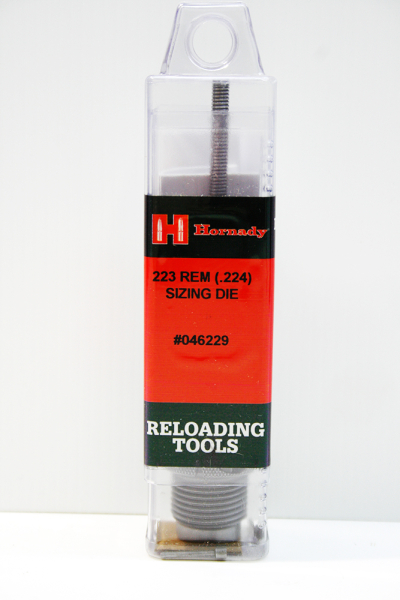 Hornady
223 REM (.224)
SIZING DIE
#046229
RELOADING
TOOLS